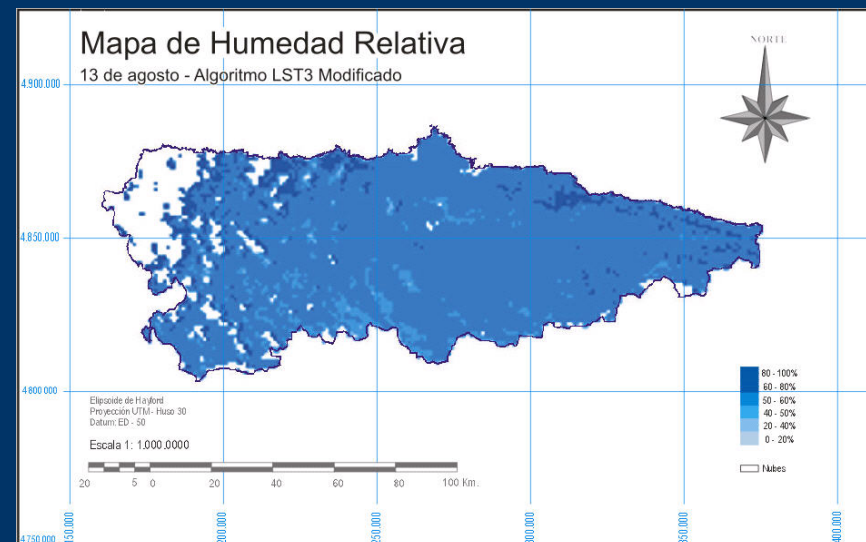 Mapa de Humedad Relativa
13 de agosto - Algoritmo LST3 Modificado
NORTE
4.900.000
4.850.000
4.800.000
4.750.000
80 - 100%
60 - 80%
50 - 60%
40 - 50%
20 - 40%
0 - 20%
Nubes
Elipsoide de Hayford
Proyección UTM - Huso 30
Datum: ED - 50
Escala 1: 1.000.0000
20 5 0 20 40 60 80 100 Km.
150.000
200.000
250.000
300.000
350.000
400.000